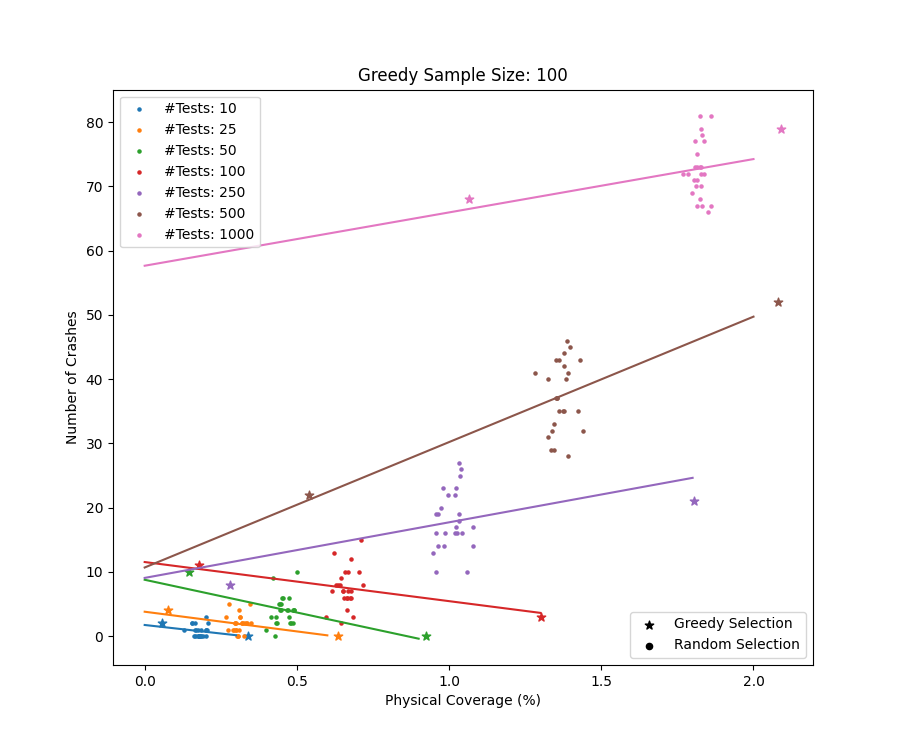 Greedy Sample Size: 100
#Tests: 10
#Tests: 25
#Tests: 50
#Tests: 100
#Tests: 250
#Tests: 500
#Tests: 1000
Number of Crashes
80
70
60
50
40
30
20
10
0
Greedy Selection
Random Selection
0.0 0.5 1.0 1.5 2.0
Physical Coverage (%)